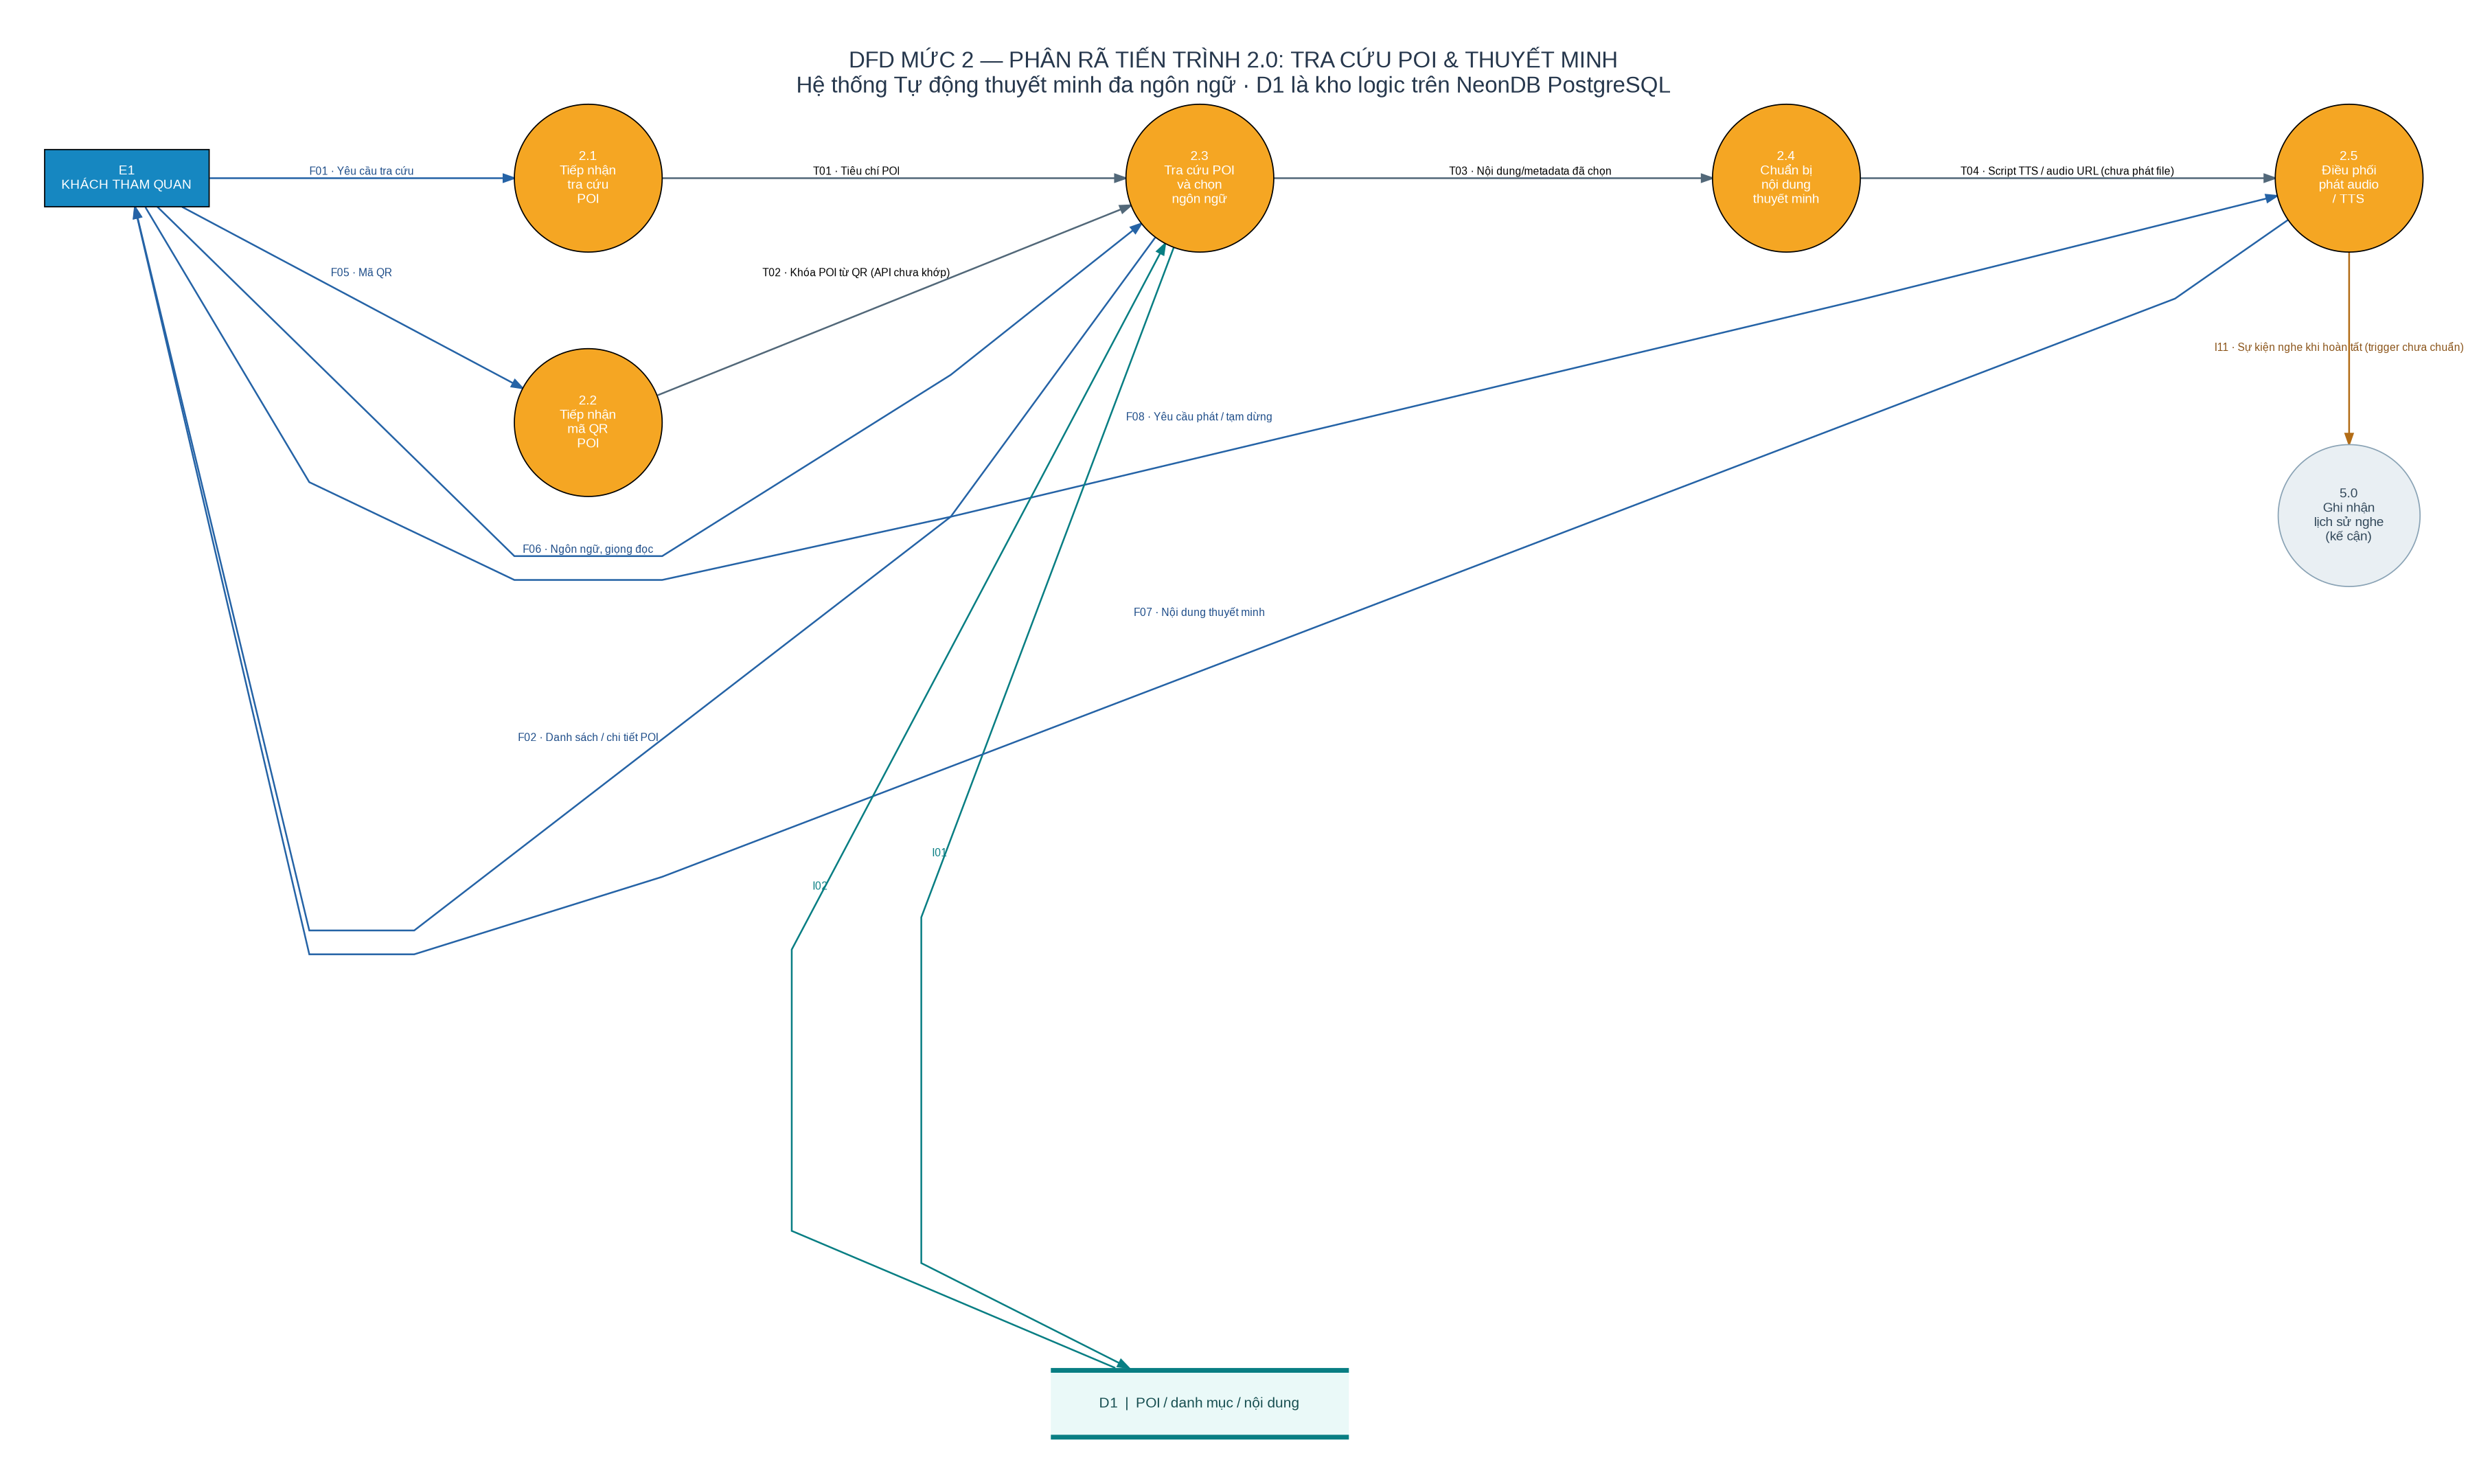 DFD MỨC 2 — PHÂN RÃ TIẾN TRÌNH 2.0: TRA CỨU POI & THUYẾT MINH
Hệ thống Tự động thuyết minh đa ngôn ngữ · D1 là kho logic trên NeonDB PostgreSQL
E1
KHÁCH THAM QUAN
F01 · Yêu cầu tra cứu
2.1
Tiếp nhận
tra cứu
POI
T01 · Tiêu chí POI
2.3
Tra cứu POI
và chọn
ngôn ngữ
T03 · Nội dung/metadata đã chọn
2.4
Chuẩn bị
nội dung
thuyết minh
T04 · Script TTS / audio URL (chưa phát file)
2.5
Điều phối
phát audio
/ TTS
F05 · Mã QR
T02 · Khóa POI từ QR (API chưa khớp)
I11 · Sự kiện nghe khi hoàn tất (trigger chưa chuẩn)
2.2
Tiếp nhận
mã QR
POI
F08 · Yêu cầu phát / tạm dừng
5.0
Ghi nhận
lịch sử nghe
(kế cận)
F06 · Ngôn ngữ, giọng đọc
F07 · Nội dung thuyết minh
F02 · Danh sách / chi tiết POI
I01
I02
D1 | POI / danh mục / nội dung